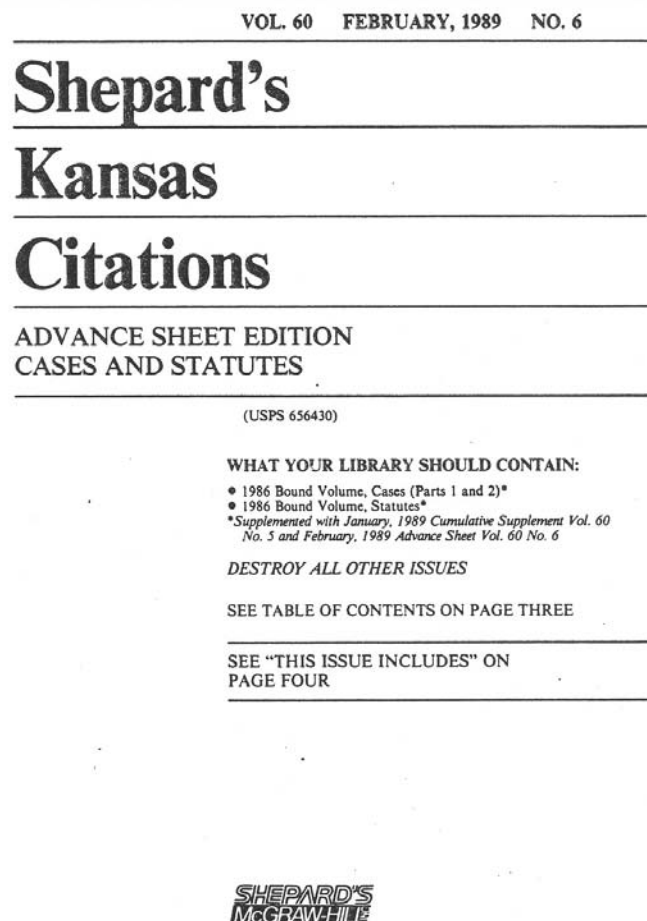 VOL. 60 FEBRUARY, 1989 NO. 6
Shepard's
Kansas
Citations
ADVANCE SHEET EDITION
CASES AND STATUTES
(USPS 656430)
WHAT YOUR LIBRARY SHOULD CONTAIN:
● 1986 Bound Volume, Cases (Parts 1 and 2)*
● 1986 Bound Volume, Statutes*
*Supplemented with January, 1989 Cumulative Supplement Vol. 60
No. 5 and February, 1989 Advance Sheet Vol. 60 No. 6
DESTROY ALL OTHER ISSUES
SEE TABLE OF CONTENTS ON PAGE THREE
SEE "THIS ISSUE INCLUDES" ON
PAGE FOUR
SHEPARD'S
McGRAW-HILL